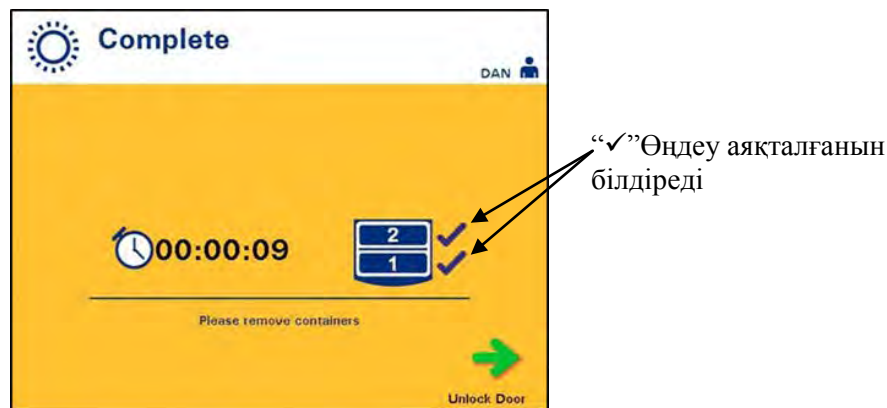 Complete
DAN
“✓”Өңдеу аяқталғанын
білдіреді
00:00:09
2
1
Please remove containers
Unlock Door